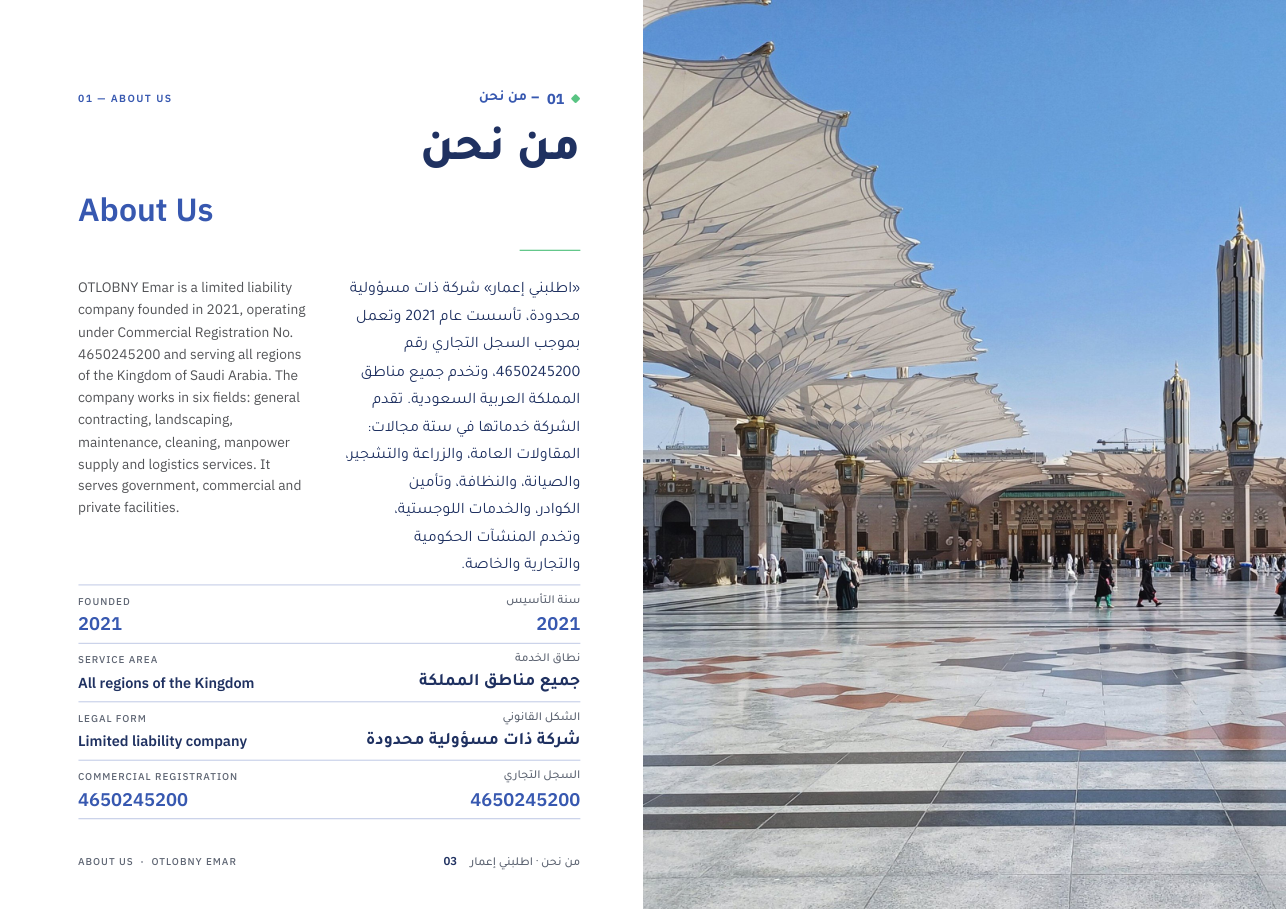 01 — ABOUT US
01 – من نحن
من نحن
About Us
OTLOBNY Emar is a limited liability
company founded in 2021, operating
under Commercial Registration No.
4650245200 and serving all regions
of the Kingdom of Saudi Arabia. The
company works in six fields: general
contracting, landscaping,
maintenance, cleaning, manpower
supply and logistics services. It
serves government, commercial and
private facilities.
«اطلبني إعمار» شركة ذات مسؤولية
محدودة، تأسست عام 2021 وتعمل
بموجب السجل التجاري رقم
4650245200، وتخدم جميع مناطق
المملكة العربية السعودية. تقدم
الشركة خدماتها في ستة مجالات:
المقاولات العامة، والزراعة والتشجير،
والصيانة، والنظافة، وتأمين
الكوادر، والخدمات اللوجستية،
وتخدم المنشآت الحكومية
والتجارية والخاصة.
FOUNDED
سنة التأسيس
2021
2021
SERVICE AREA
نطاق الخدمة
All regions of the Kingdom
جميع مناطق المملكة
LEGAL FORM
الشكل القانوني
Limited liability company
شركة ذات مسؤولية محدودة
COMMERCIAL REGISTRATION
السجل التجاري
4650245200
4650245200
ABOUT US · OTLOBNY EMAR
من نحن · اطلبني إعمار 03